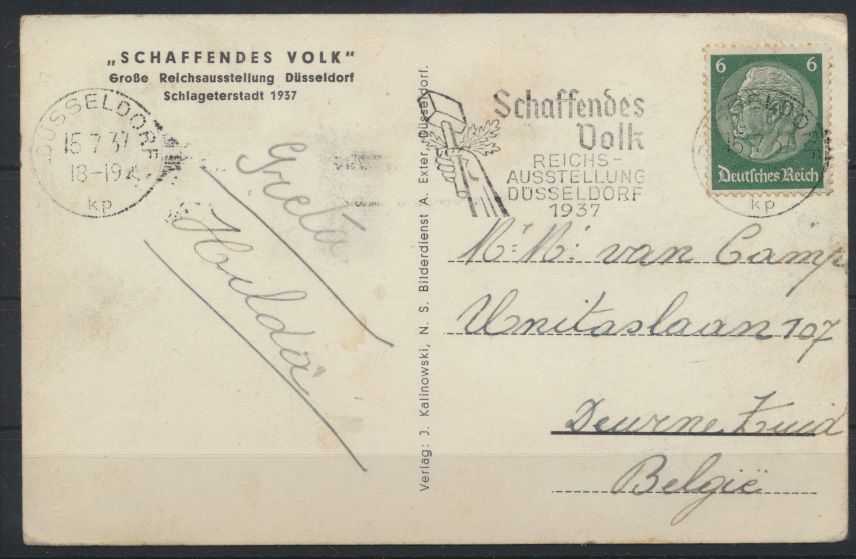 „SCHAFFENDES VOLK“
Große Reichsausstellung Düsseldorf
Schlageterstadt 1937
DÜSSELDORF
15.7.37
18-19
kp
Greta
Hilda
Verlag: J. Kalinowski, N. S. Bilderdienst A. Exter, Düsseldorf.
Schaffendes
Volk
REICHS-
AUSSTELLUNG
DÜSSELDORF
1937
6 6
Deutsches Reich
kp
van Camp
Unitaslaan 107
Deurne Zuid
België